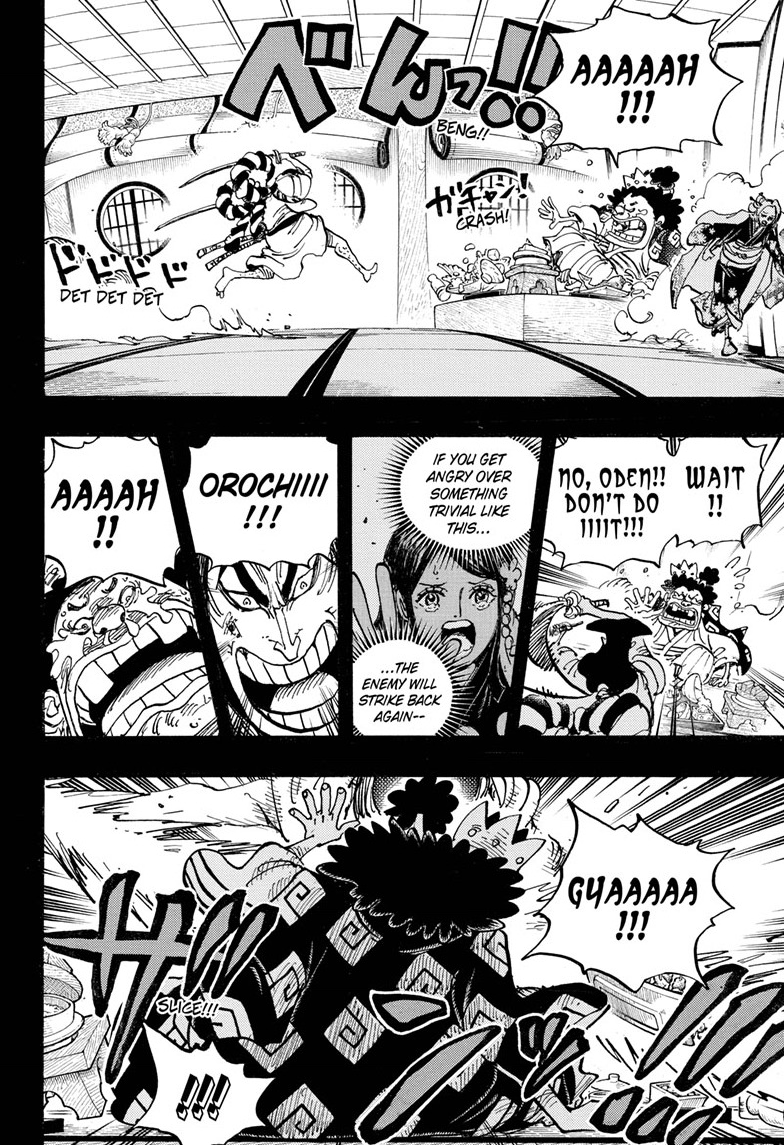 AAAAAH
!!!
べんっ!!
BENG!!
ガチャン!
CRASH!
ドドドド
DET DET DET
WAIT
!!
NO, ODEN!!
DON'T DO
IIIIT!!!
IF YOU GET
ANGRY OVER
SOMETHING
TRIVIAL LIKE
THIS...
...THE
ENEMY WILL
STRIKE BACK
AGAIN--
OROCHIIII
!!!
AAAAH
!!
GYAAAAA
!!!
SLICE!!!
!!!